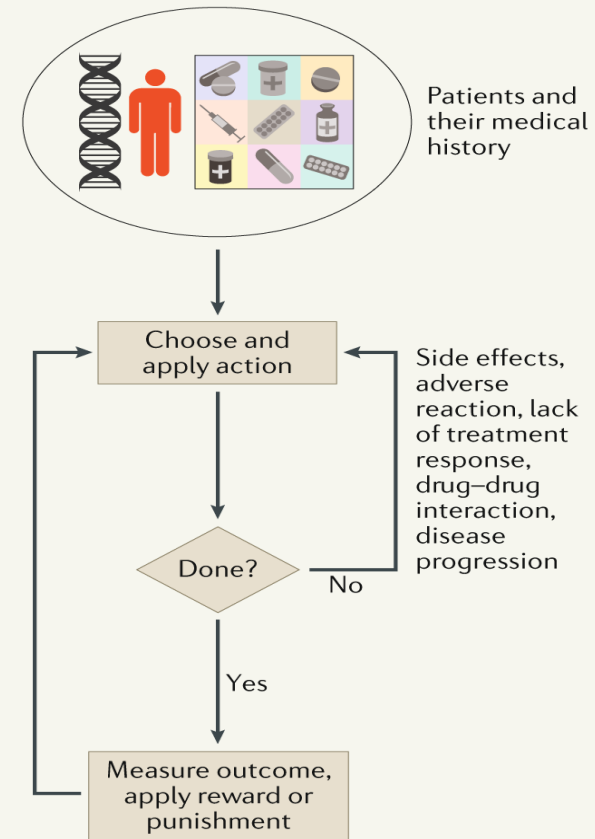 Patients and
their medical
history
Choose and
apply action
Side effects,
adverse
reaction, lack
of treatment
response,
drug–drug
interaction,
disease
progression
Done?
No
Yes
Measure outcome,
apply reward or
punishment